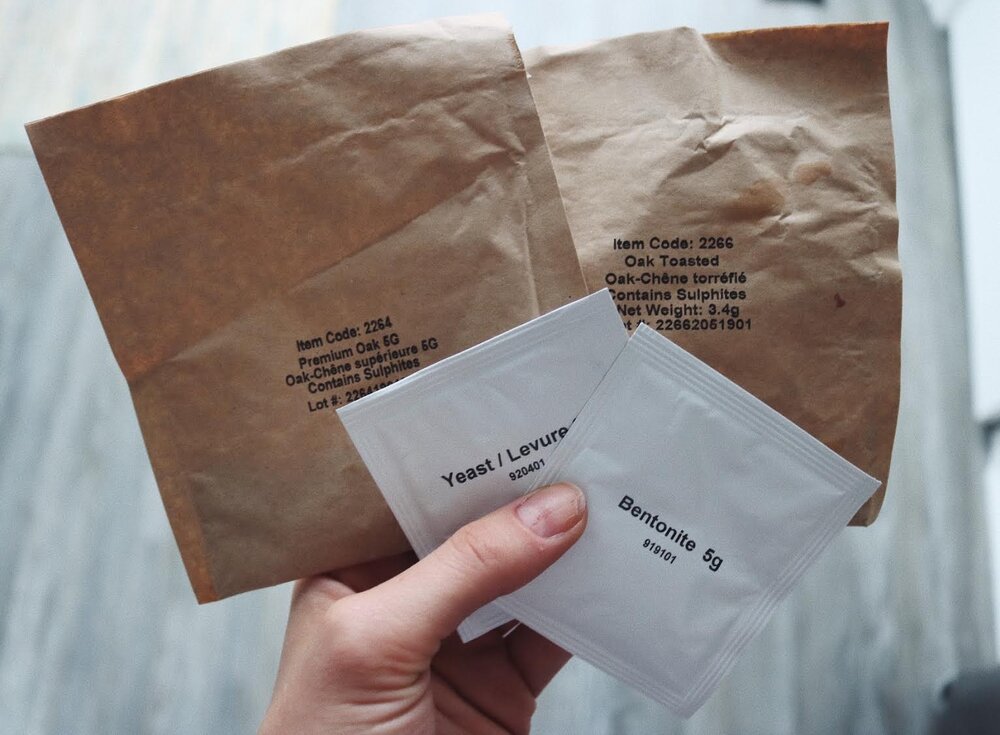 Item Code: 2264
Premium Oak 5G
Oak-Chêne supérieure 5G
Contains Sulphites
Lot #:
Item Code: 2266
Oak Toasted
Oak-Chêne torréfié
Contains Sulphites
Net Weight: 3.4g
22662051901
Yeast / Levure
920401
Bentonite 5g
919101